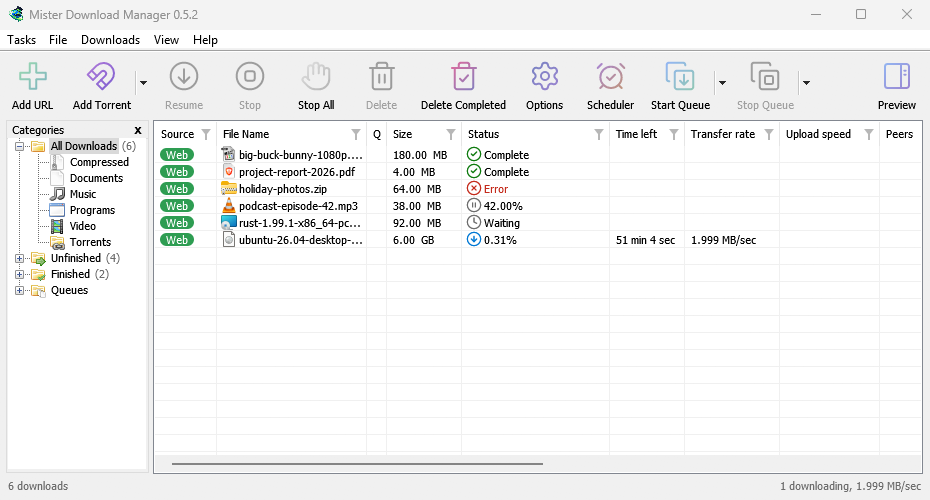 Mister Download Manager 0.5.2
Tasks File Downloads View Help
Add URL Add Torrent Resume Stop Stop All Delete Delete Completed Options Scheduler Start Queue Stop Queue Preview
Categories x
All Downloads (6)
Compressed
Documents
Music
Programs
Video
Torrents
Unfinished (4)
Finished (2)
Queues
Source File Name Q Size Status Time left Transfer rate Upload speed Peers
Web big-buck-bunny-1080p.... 180.00 MB Complete
Web project-report-2026.pdf 4.00 MB Complete
Web holiday-photos.zip 64.00 MB Error
Web podcast-episode-42.mp3 38.00 MB 42.00%
Web rust-1.99.1-x86_64-pc... 92.00 MB Waiting
Web ubuntu-26.04-desktop-... 6.00 GB 0.31% 51 min 4 sec 1.999 MB/sec
6 downloads 1 downloading, 1.999 MB/sec